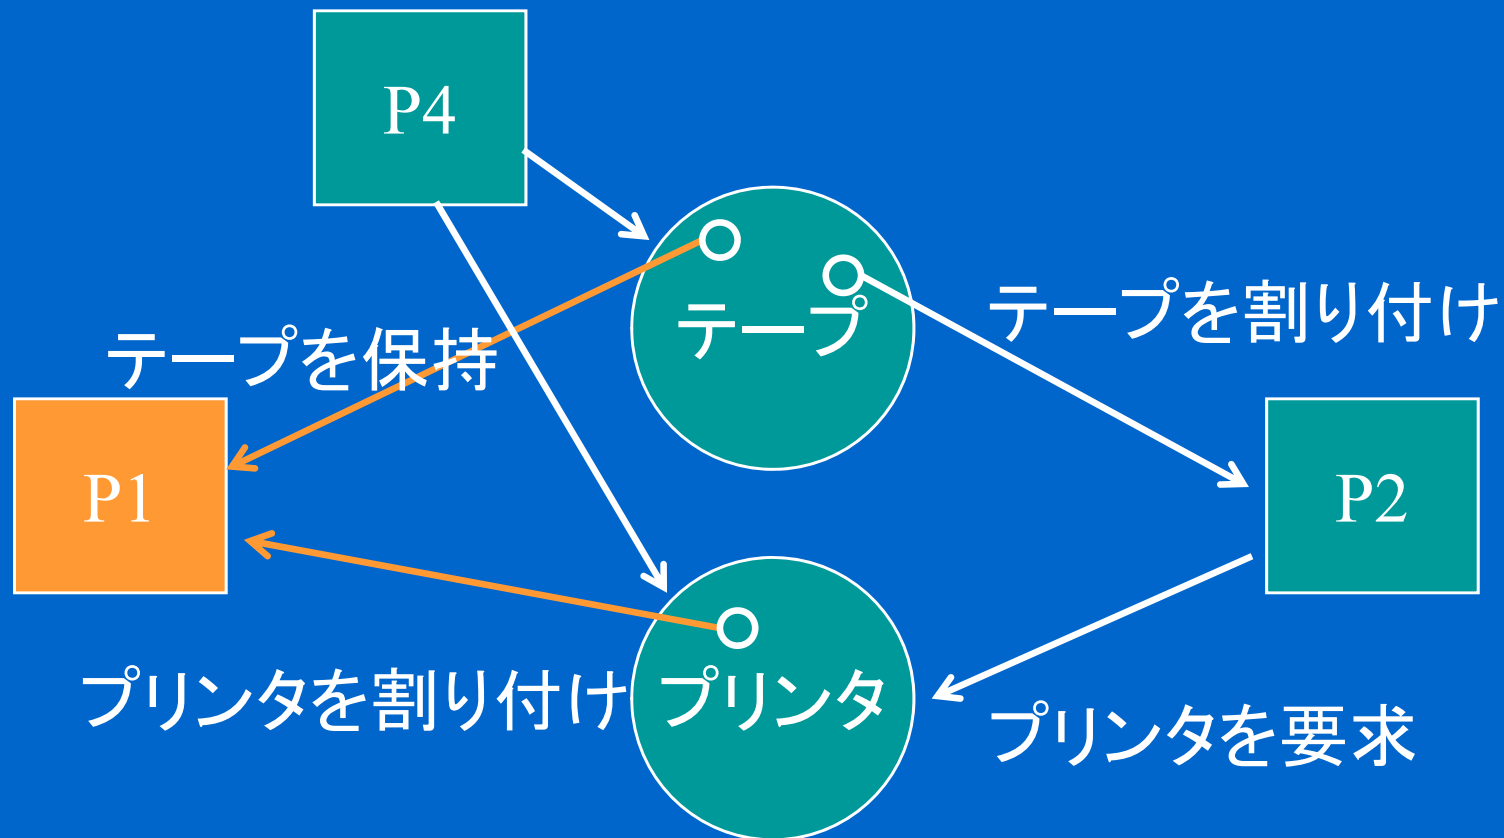 P4
テープ
テープを割り付け
テープを保持
P1
P2
プリンタを割り付け
プリンタ
プリンタを要求